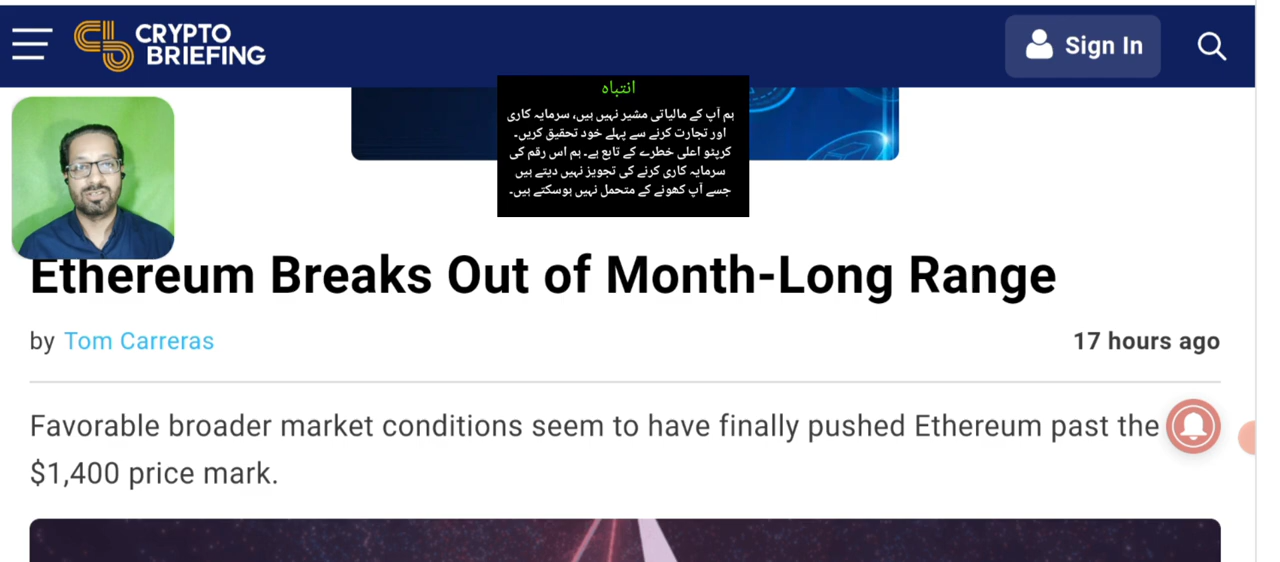 CRYPTO
BRIEFING
Sign In
انتباہ
ہم آپ کے مالیاتی مشیر نہیں ہیں، سرمایہ کاری
اور تجارت کرنے سے پہلے خود تحقیق کریں۔
کرپٹو اعلی خطرے کے تابع ہے۔ ہم اس رقم کی
سرمایہ کاری کرنے کی تجویز نہیں دیتے ہیں
جسے آپ کھونے کے متحمل نہیں ہوسکتے ہیں۔
Ethereum Breaks Out of Month-Long Range
by Tom Carreras
17 hours ago
Favorable broader market conditions seem to have finally pushed Ethereum past the
$1,400 price mark.